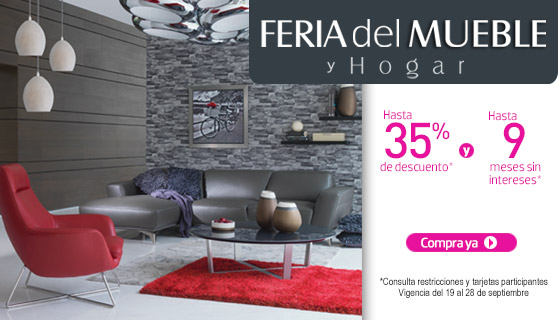 FERIA del MUEBLE
y Hogar
Hasta
35%
de descuento*
y
Hasta
9
meses sin
intereses*
Compra ya
*Consulta restricciones y tarjetas participantes
Vigencia del 19 al 28 de septiembre